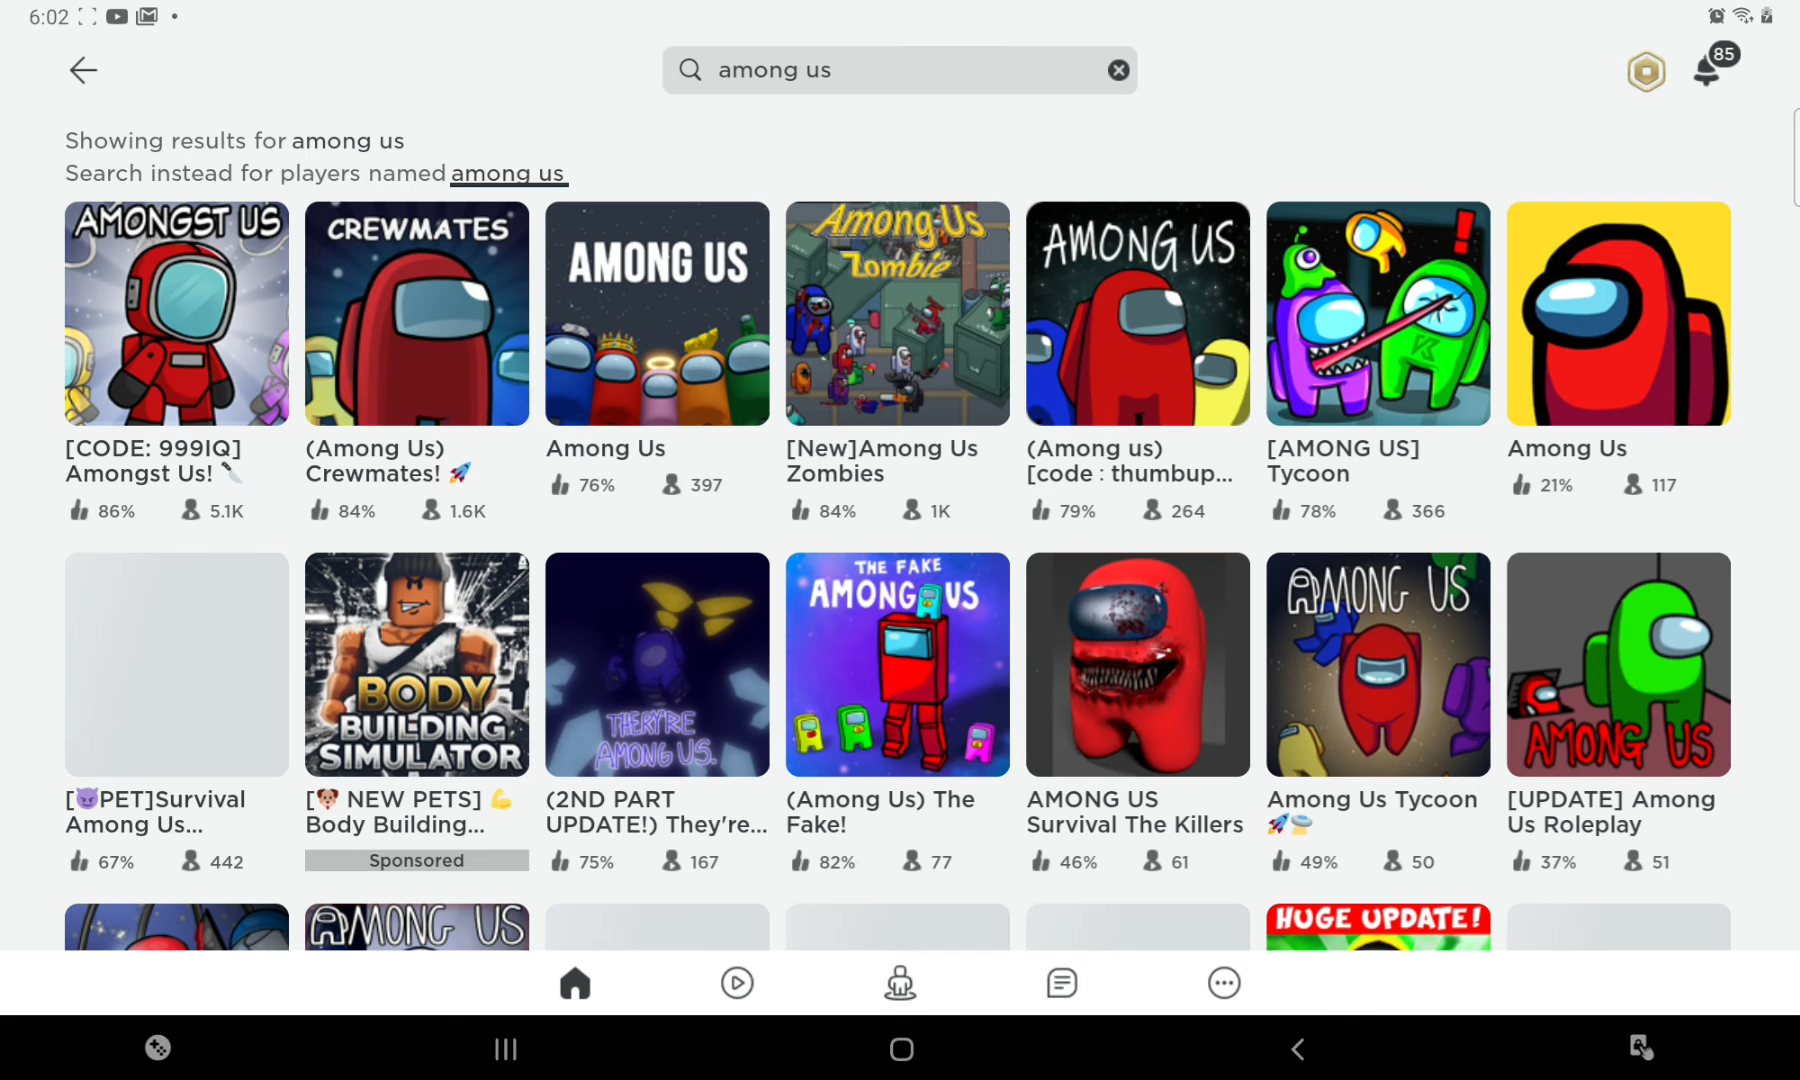 6:02
among us
85
Showing results for among us
Search instead for players named among us
AMONGST US
CREWMATES
AMONG US
Among Us
Zombie
AMONG US
[CODE: 999IQ]
Amongst Us! 🔪
86% 5.1K
(Among Us)
Crewmates! 🚀
84% 1.6K
Among Us
76% 397
[New]Among Us
Zombies
84% 1K
(Among us)
[code : thumbup...
79% 264
[AMONG US]
Tycoon
78% 366
Among Us
21% 117
BODY
BUILDING
SIMULATOR
THEY'RE
AMONG US.
THE FAKE
AMONG US
AMONG US
AMONG US
[😈PET]Survival
Among Us...
67% 442
[🐶 NEW PETS] 💪
Body Building...
Sponsored
(2ND PART
UPDATE!) They're...
75% 167
(Among Us) The
Fake!
82% 77
AMONG US
Survival The Killers
46% 61
Among Us Tycoon
🚀🛸
49% 50
[UPDATE] Among
Us Roleplay
37% 51
AMONG US
HUGE UPDATE!